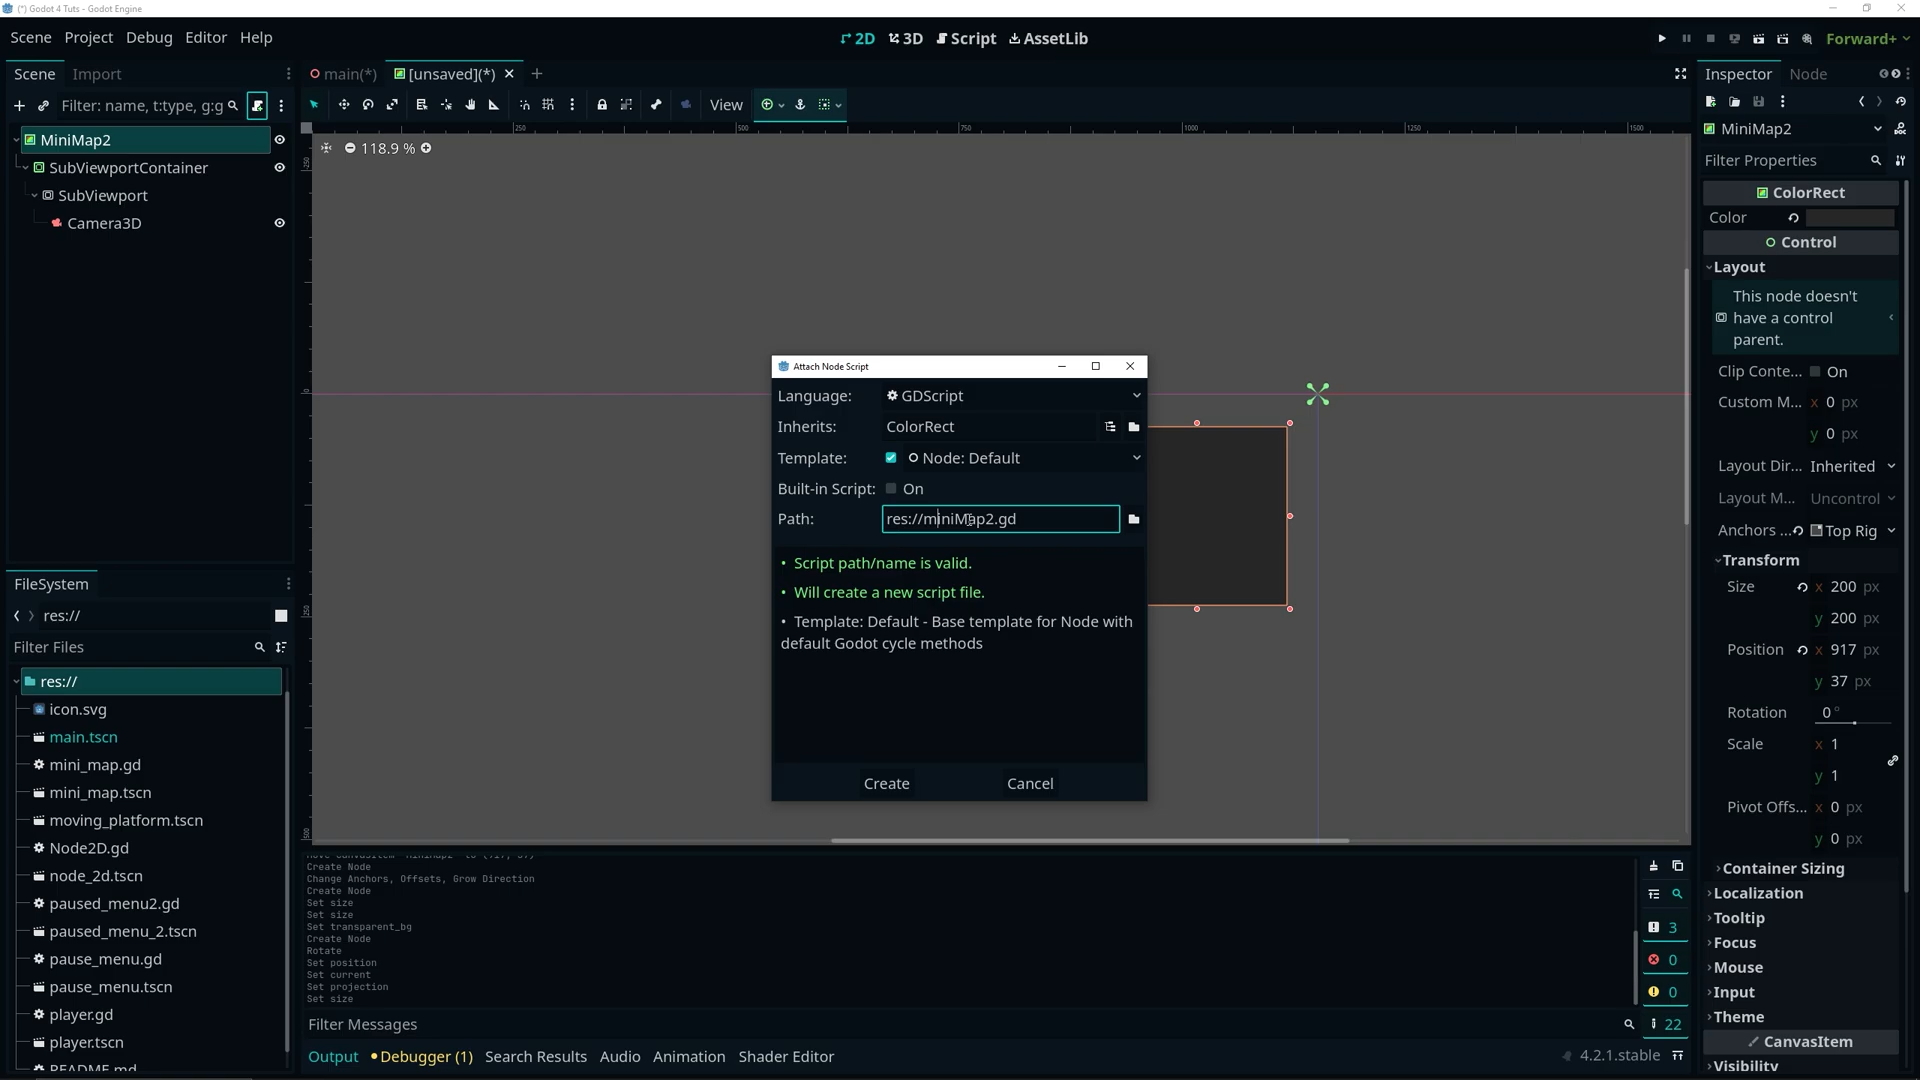 (*) Godot 4 Tuts - Godot Engine
Scene Project Debug Editor Help
2D 3D Script AssetLib
Forward+
Scene Import
main(*) [unsaved](*)
Inspector Node
Filter: name, t:type, g:g
View
MiniMap2
SubViewportContainer
SubViewport
Camera3D
118.9 %
250 500 750 1000 1250 1500
MiniMap2
Filter Properties
ColorRect
Color
Control
Layout
This node doesn't
have a control
parent.
Clip Conte... On
Custom M... x 0 px
y 0 px
Layout Dir... Inherited
Layout M... Uncontrol
Anchors ... Top Rig
Transform
Size x 200 px
y 200 px
Position x 917 px
y 37 px
Rotation 0 °
Scale x 1
y 1
Pivot Offs... x 0 px
y 0 px
Container Sizing
Localization
Tooltip
Focus
Mouse
Input
Theme
CanvasItem
Visibility
Attach Node Script
Language: GDScript
Inherits: ColorRect
Template: Node: Default
Built-in Script: On
Path: res://miniMap2.gd
• Script path/name is valid.
• Will create a new script file.
• Template: Default - Base template for Node with
default Godot cycle methods
Create Cancel
FileSystem
res://
Filter Files
res://
icon.svg
main.tscn
mini_map.gd
mini_map.tscn
moving_platform.tscn
Node2D.gd
node_2d.tscn
paused_menu2.gd
paused_menu_2.tscn
pause_menu.gd
pause_menu.tscn
player.gd
player.tscn
README.md
Create Node
Change Anchors, Offsets, Grow Direction
Create Node
Set size
Set size
Set transparent_bg
Create Node
Rotate
Set position
Set current
Set projection
Set size
3
0
0
22
Filter Messages
Output Debugger (1) Search Results Audio Animation Shader Editor
4.2.1.stable